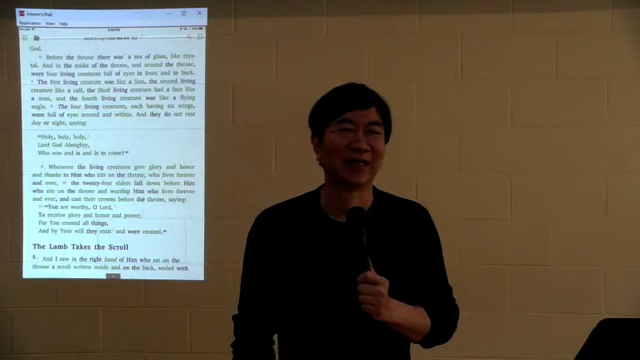 Replication View Help
God.
6 Before the throne there was a sea of glass, like crys-
tal. And in the midst of the throne, and around the throne,
were four living creatures full of eyes in front and in back.
7 The first living creature was like a lion, the second living
creature like a calf, the third living creature had a face like
a man, and the fourth living creature was like a flying
eagle. 8 The four living creatures, each having six wings,
were full of eyes around and within. And they do not rest
day or night, saying:
"Holy, holy, holy,
Lord God Almighty,
Who was and is and is to come!"
9 Whenever the living creatures give glory and honor
and thanks to Him who sits on the throne, who lives forever
and ever, 10 the twenty-four elders fall down before Him
who sits on the throne and worship Him who lives forever
and ever, and cast their crowns before the throne, saying:
11 "You are worthy, O Lord,
To receive glory and honor and power;
For You created all things,
And by Your will they exist and were created."
The Lamb Takes the Scroll
5. And I saw in the right hand of Him who sat on the
throne a scroll written inside and on the back, sealed with